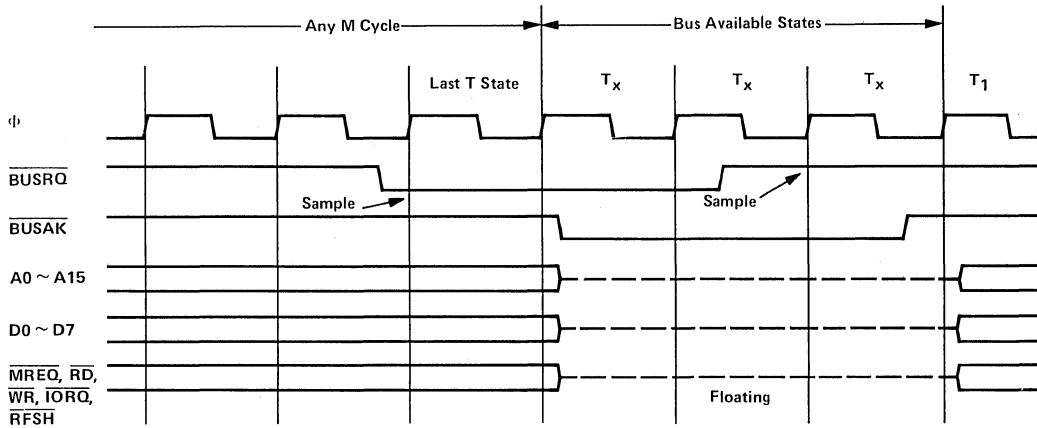 Any M Cycle Bus Available States
Last T State Tx Tx Tx T1
Φ
BUSRQ
Sample Sample
BUSAK
A0 ~ A15
D0 ~ D7
MREQ, RD,
WR, IORQ,
RFSH
Floating